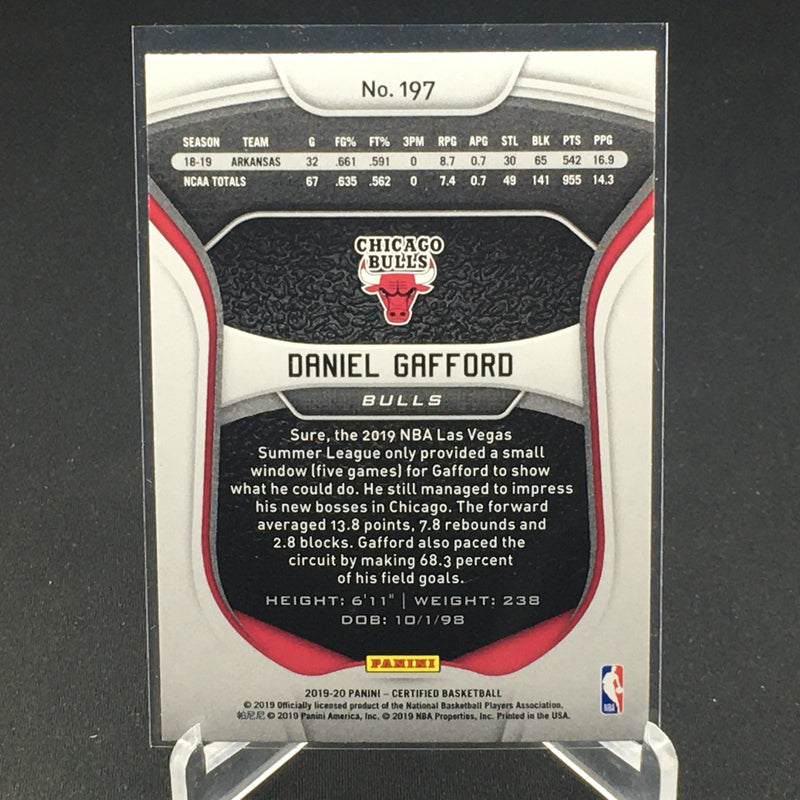 No. 197
SEASON TEAM G FG% FT% 3PM RPG APG STL BLK PTS PPG
18-19 ARKANSAS 32 .661 .591 0 8.7 0.7 30 65 542 16.9
NCAA TOTALS 67 .635 .562 0 7.4 0.7 49 141 955 14.3
CHICAGO
BULLS
DANIEL GAFFORD
BULLS
Sure, the 2019 NBA Las Vegas
Summer League only provided a small
window (five games) for Gafford to show
what he could do. He still managed to impress
his new bosses in Chicago. The forward
averaged 13.8 points, 7.8 rebounds and
2.8 blocks. Gafford also paced the
circuit by making 68.3 percent
of his field goals.
HEIGHT: 6'11" | WEIGHT: 238
DOB: 10/1/98
PANINI
2019-20 PANINI – CERTIFIED BASKETBALL
© 2019 Officially licensed product of the National Basketball Players Association.
帕尼尼 © 2019 Panini America, Inc. © 2019 NBA Properties, Inc. Printed in the USA.
NBA